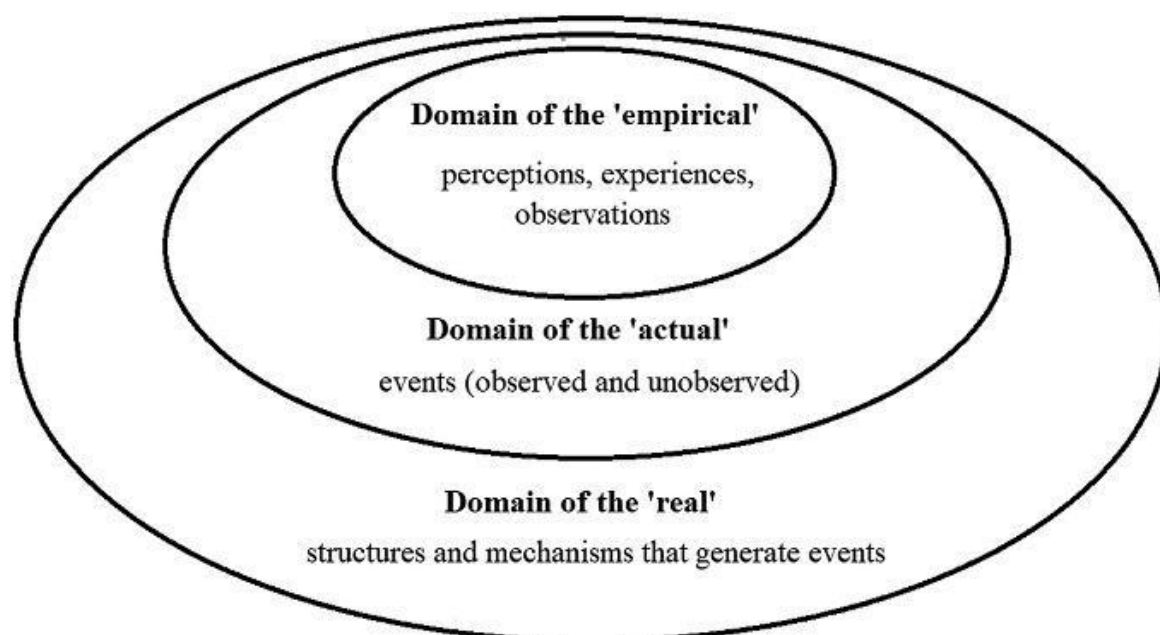 Domain of the 'empirical'
perceptions, experiences,
observations
Domain of the 'actual'
events (observed and unobserved)
Domain of the 'real'
structures and mechanisms that generate events